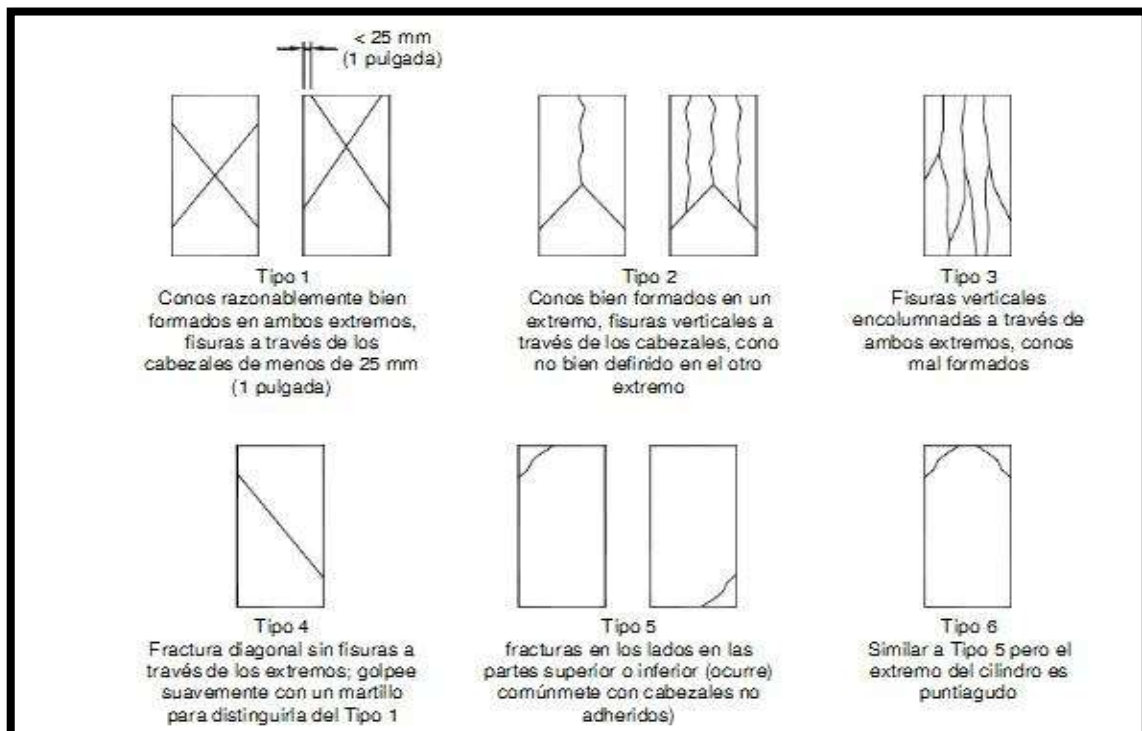 < 25 mm
(1 pulgada)
Tipo 1
Conos razonablemente bien
formados en ambos extremos,
fisuras a través de los
cabezales de menos de 25 mm
(1 pulgada)
Tipo 2
Conos bien formados en un
extremo, fisuras verticales a
través de los cabezales, cono
no bien definido en el otro
extremo
Tipo 3
Fisuras verticales
encolumnadas a través de
ambos extremos, conos
mal formados
Tipo 4
Fractura diagonal sin fisuras a
través de los extremos; golpee
suavemente con un martillo
para distinguirla del Tipo 1
Tipo 5
fracturas en los lados en las
partes superior o inferior (ocurre)
comúnmete con cabezales no
adheridos)
Tipo 6
Similar a Tipo 5 pero el
extremo del cilindro es
puntiagudo